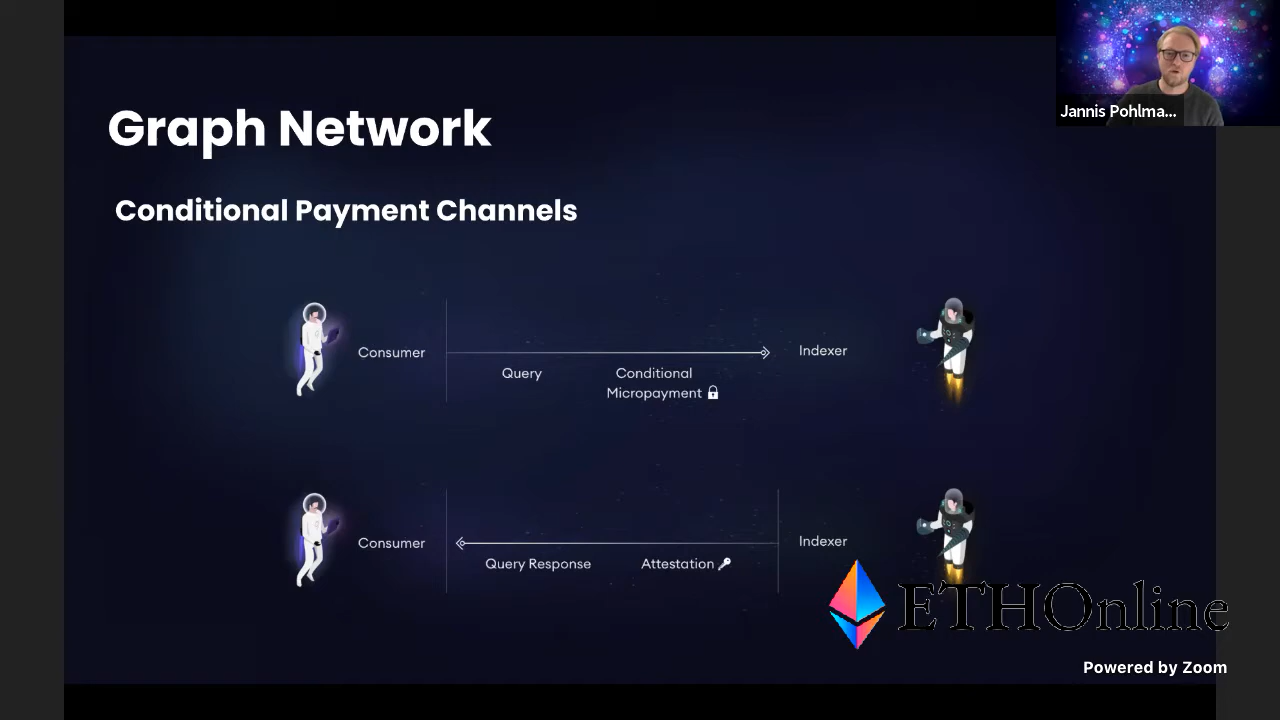 Jannis Pohlma...
Graph Network
Conditional Payment Channels
Consumer
Query
Conditional
Micropayment
Indexer
Consumer
Query Response
Attestation
Indexer
ETHOnline
Powered by Zoom